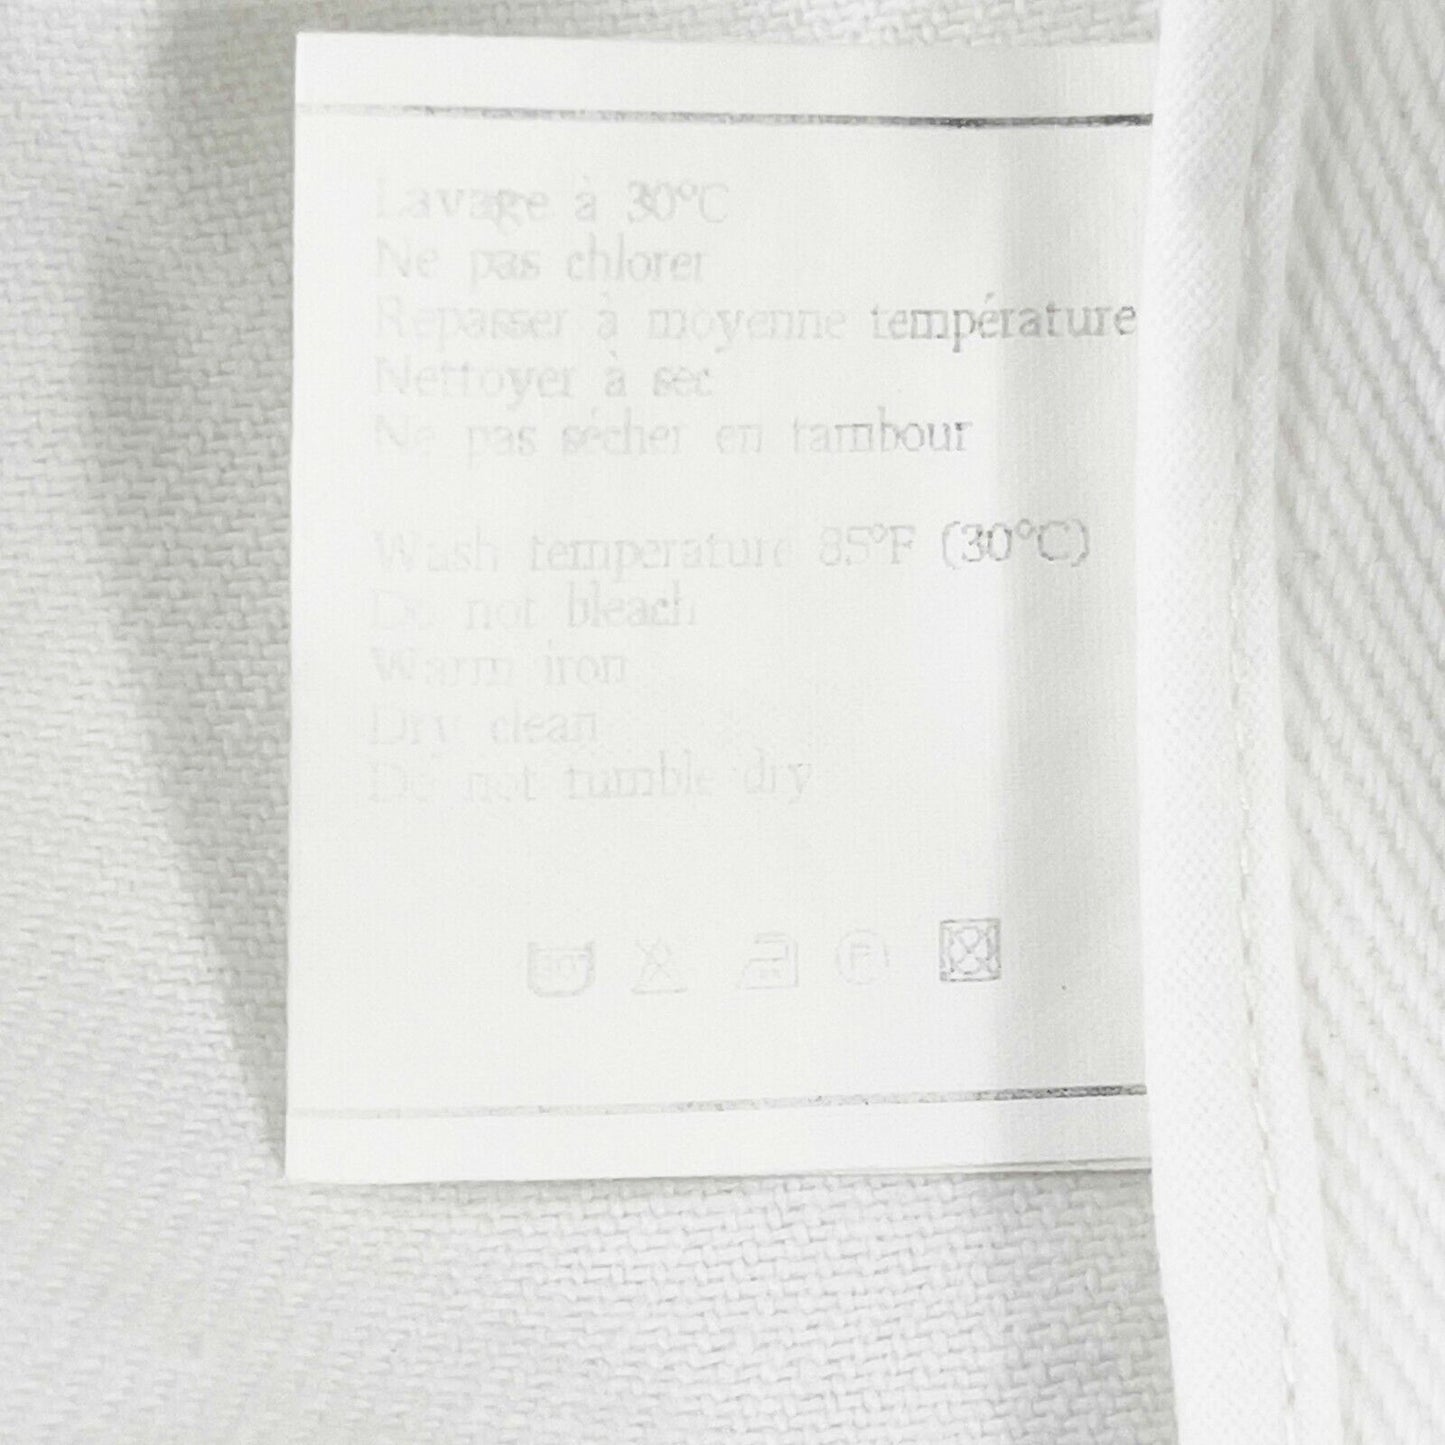 Lavage à 30°C
Ne pas chlorer
Repasser à moyenne température
Nettoyer à sec
Ne pas sécher en tambour
Wash temperature 85°F (30°C)
Do not bleach
Warm iron
Dry clean
Do not tumble dry